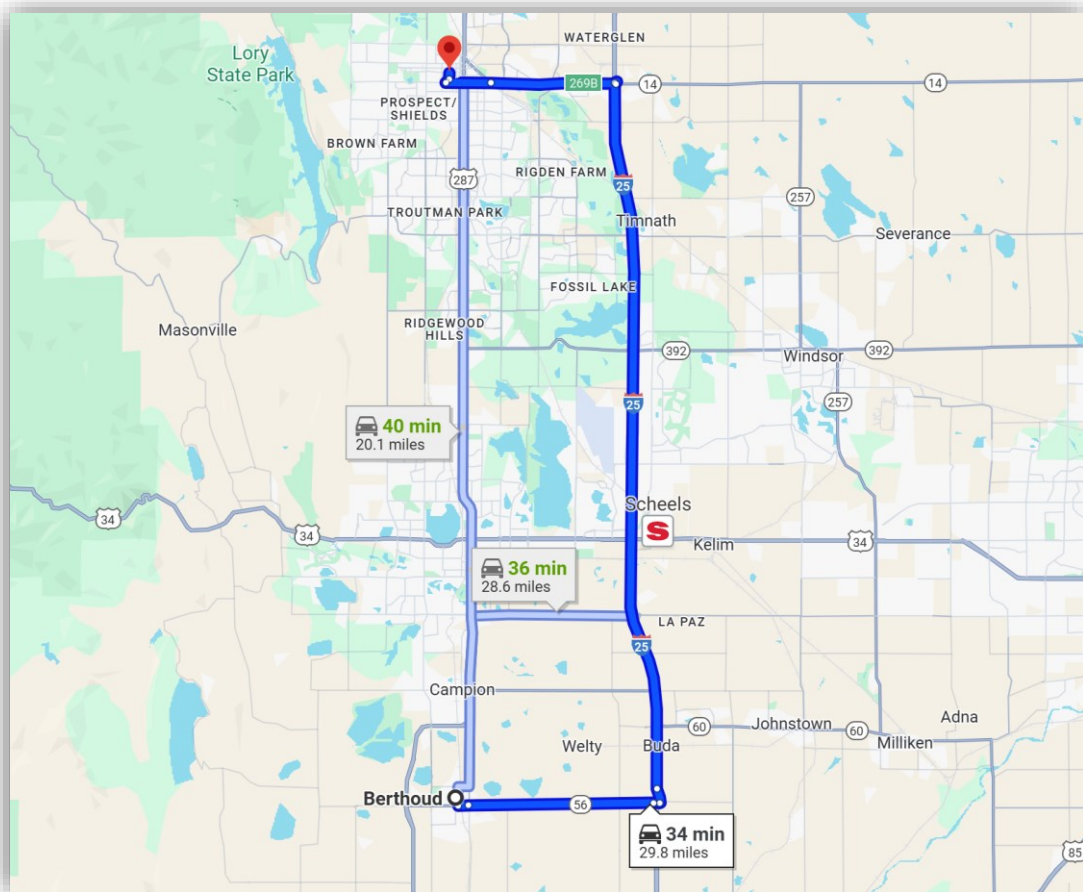 WATERGLEN
Lory
State Park
269B
14
14
PROSPECT/
SHIELDS
BROWN FARM
RIGDEN FARM
287
25
257
TROUTMAN PARK
Timnath
Severance
FOSSIL LAKE
Masonville
RIDGEWOOD
HILLS
392
Windsor
392
25
257
40 min
20.1 miles
Scheels
S
34
34
Kelim
34
36 min
28.6 miles
LA PAZ
25
Campion
60
Johnstown
60
Adna
Milliken
Welty
Buda
Berthoud
56
34 min
29.8 miles
85